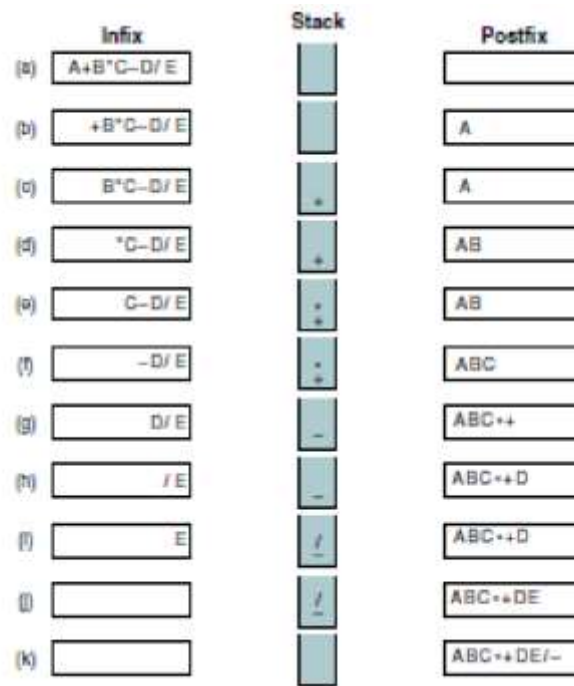 Stack
Infix Postfix
(a) A+B*C–D/ E
(b) +B*C–D/ E A
(c) B*C–D/ E + A
(d) *C–D/ E + AB
(e) C–D/ E * + AB
(f) –D/ E * + ABC
(g) D/ E – ABC*+
(h) / E – ABC*+D
(i) E / – ABC*+D
(j) / – ABC*+DE
(k) ABC*+DE/–